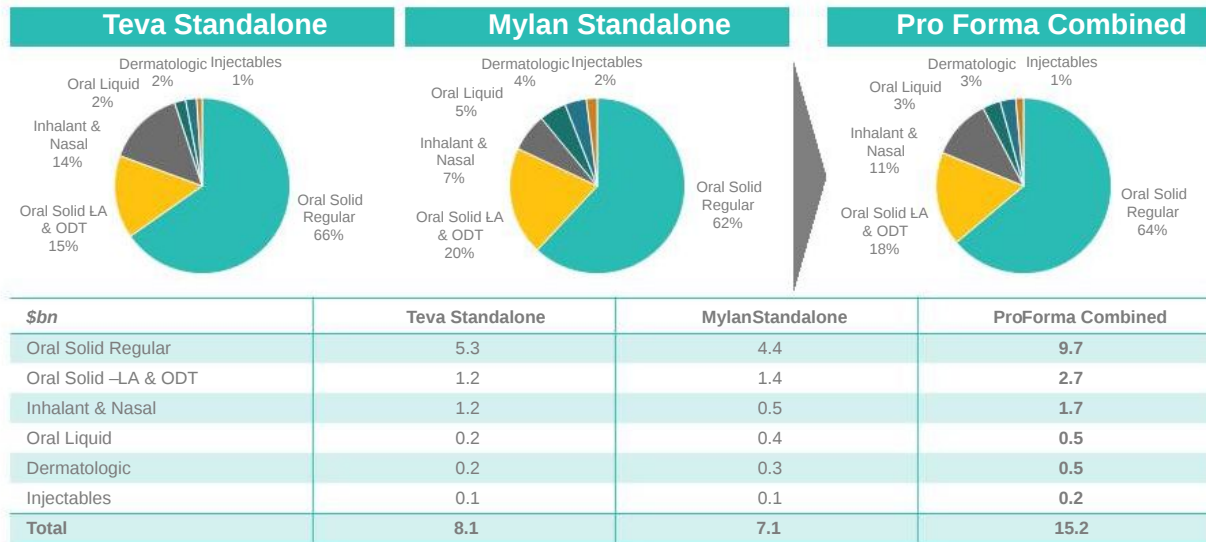 Teva Standalone
Mylan Standalone
Pro Forma Combined
Dermatologic
2%
Injectables
1%
Oral Liquid
2%
Inhalant &
Nasal
14%
Oral Solid LA
& ODT
15%
Oral Solid
Regular
66%
Dermatologic
4%
Injectables
2%
Oral Liquid
5%
Inhalant &
Nasal
7%
Oral Solid LA
& ODT
20%
Oral Solid
Regular
62%
Dermatologic
3%
Injectables
1%
Oral Liquid
3%
Inhalant &
Nasal
11%
Oral Solid LA
& ODT
18%
Oral Solid
Regular
64%
$bn Teva Standalone MylanStandalone ProForma Combined
Oral Solid Regular 5.3 4.4 9.7
Oral Solid –LA & ODT 1.2 1.4 2.7
Inhalant & Nasal 1.2 0.5 1.7
Oral Liquid 0.2 0.4 0.5
Dermatologic 0.2 0.3 0.5
Injectables 0.1 0.1 0.2
Total 8.1 7.1 15.2